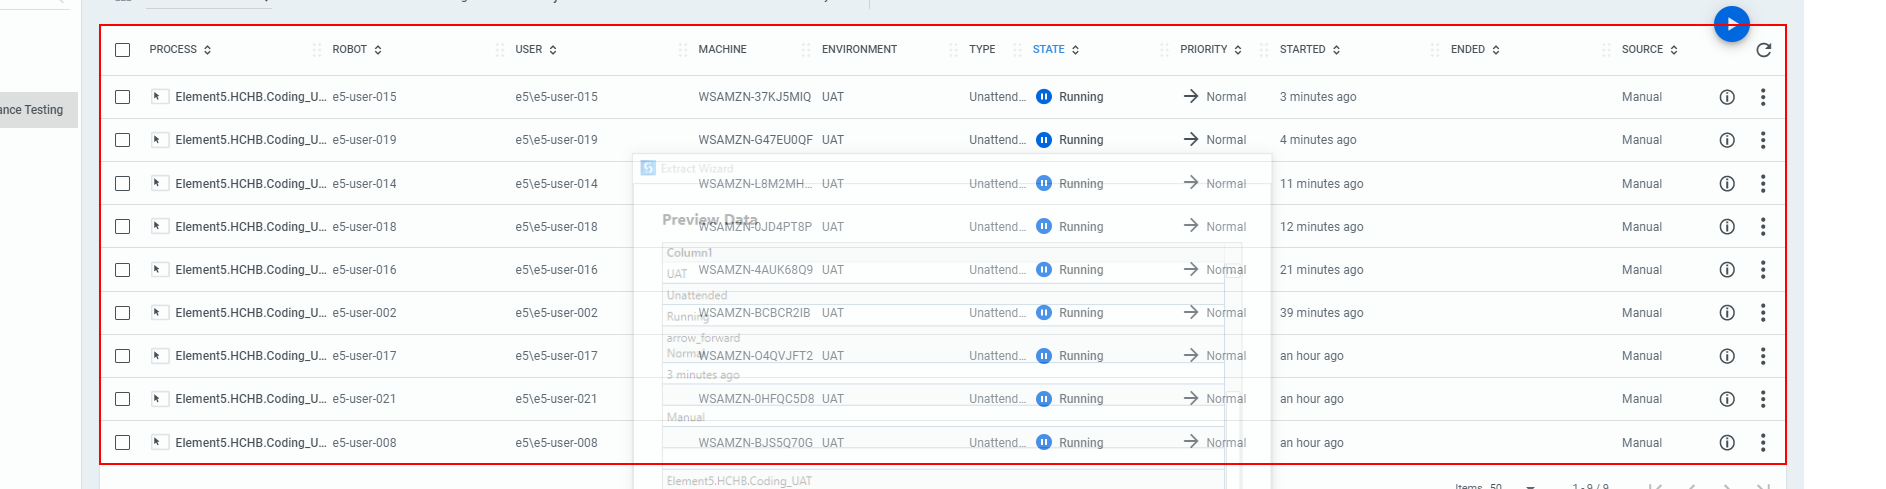 PROCESS ROBOT USER MACHINE ENVIRONMENT TYPE STATE PRIORITY STARTED ENDED SOURCE
Element5.HCHB.Coding_U... e5-user-015 e5\e5-user-015 WSAMZN-37KJ5MIQ UAT Unattend... Running Normal 3 minutes ago Manual
ance Testing
Element5.HCHB.Coding_U... e5-user-019 e5\e5-user-019 WSAMZN-G47EU0QF UAT Unattend... Running Normal 4 minutes ago Manual
Extract Wizard
Element5.HCHB.Coding_U... e5-user-014 e5\e5-user-014 WSAMZN-L8M2MH... UAT Unattend... Running Normal 11 minutes ago Manual
Preview Data
Element5.HCHB.Coding_U... e5-user-018 e5\e5-user-018 WSAMZN-0JD4PT8P UAT Unattend... Running Normal 12 minutes ago Manual
Column1
Element5.HCHB.Coding_U... e5-user-016 e5\e5-user-016 WSAMZN-4AUK68Q9 UAT Unattend... Running Normal 21 minutes ago Manual
UAT
Unattended
Element5.HCHB.Coding_U... e5-user-002 e5\e5-user-002 WSAMZN-BCBCR2IB UAT Unattend... Running Normal 39 minutes ago Manual
Running
arrow_forward
Normal
Element5.HCHB.Coding_U... e5-user-017 e5\e5-user-017 WSAMZN-O4QVJFT2 UAT Unattend... Running Normal an hour ago Manual
3 minutes ago
Element5.HCHB.Coding_U... e5-user-021 e5\e5-user-021 WSAMZN-0HFQC5D8 UAT Unattend... Running Normal an hour ago Manual
Manual
Element5.HCHB.Coding_U... e5-user-008 e5\e5-user-008 WSAMZN-BJS5Q70G UAT Unattend... Running Normal an hour ago Manual
Element5.HCHB.Coding_UAT
Items 50 1 - 9 / 9